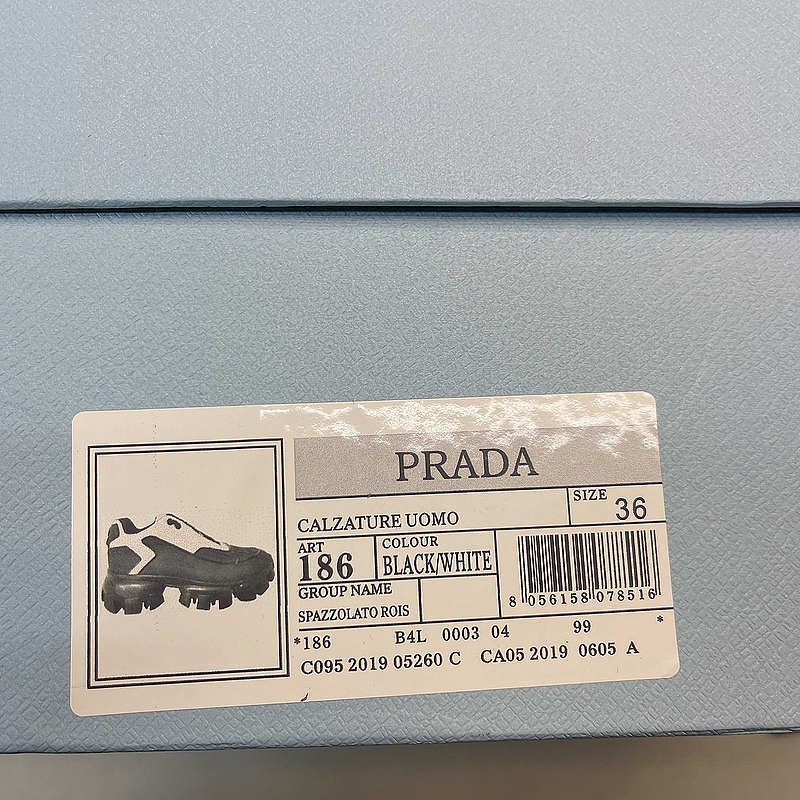 PRADA
CALZATURE UOMO
SIZE 36
ART 186
COLOUR BLACK/WHITE
GROUP NAME
SPAZZOLATO ROIS
8 056158 078516
*186 B4L 0003 04 99 *
C095 2019 05260 C CA05 2019 0605 A